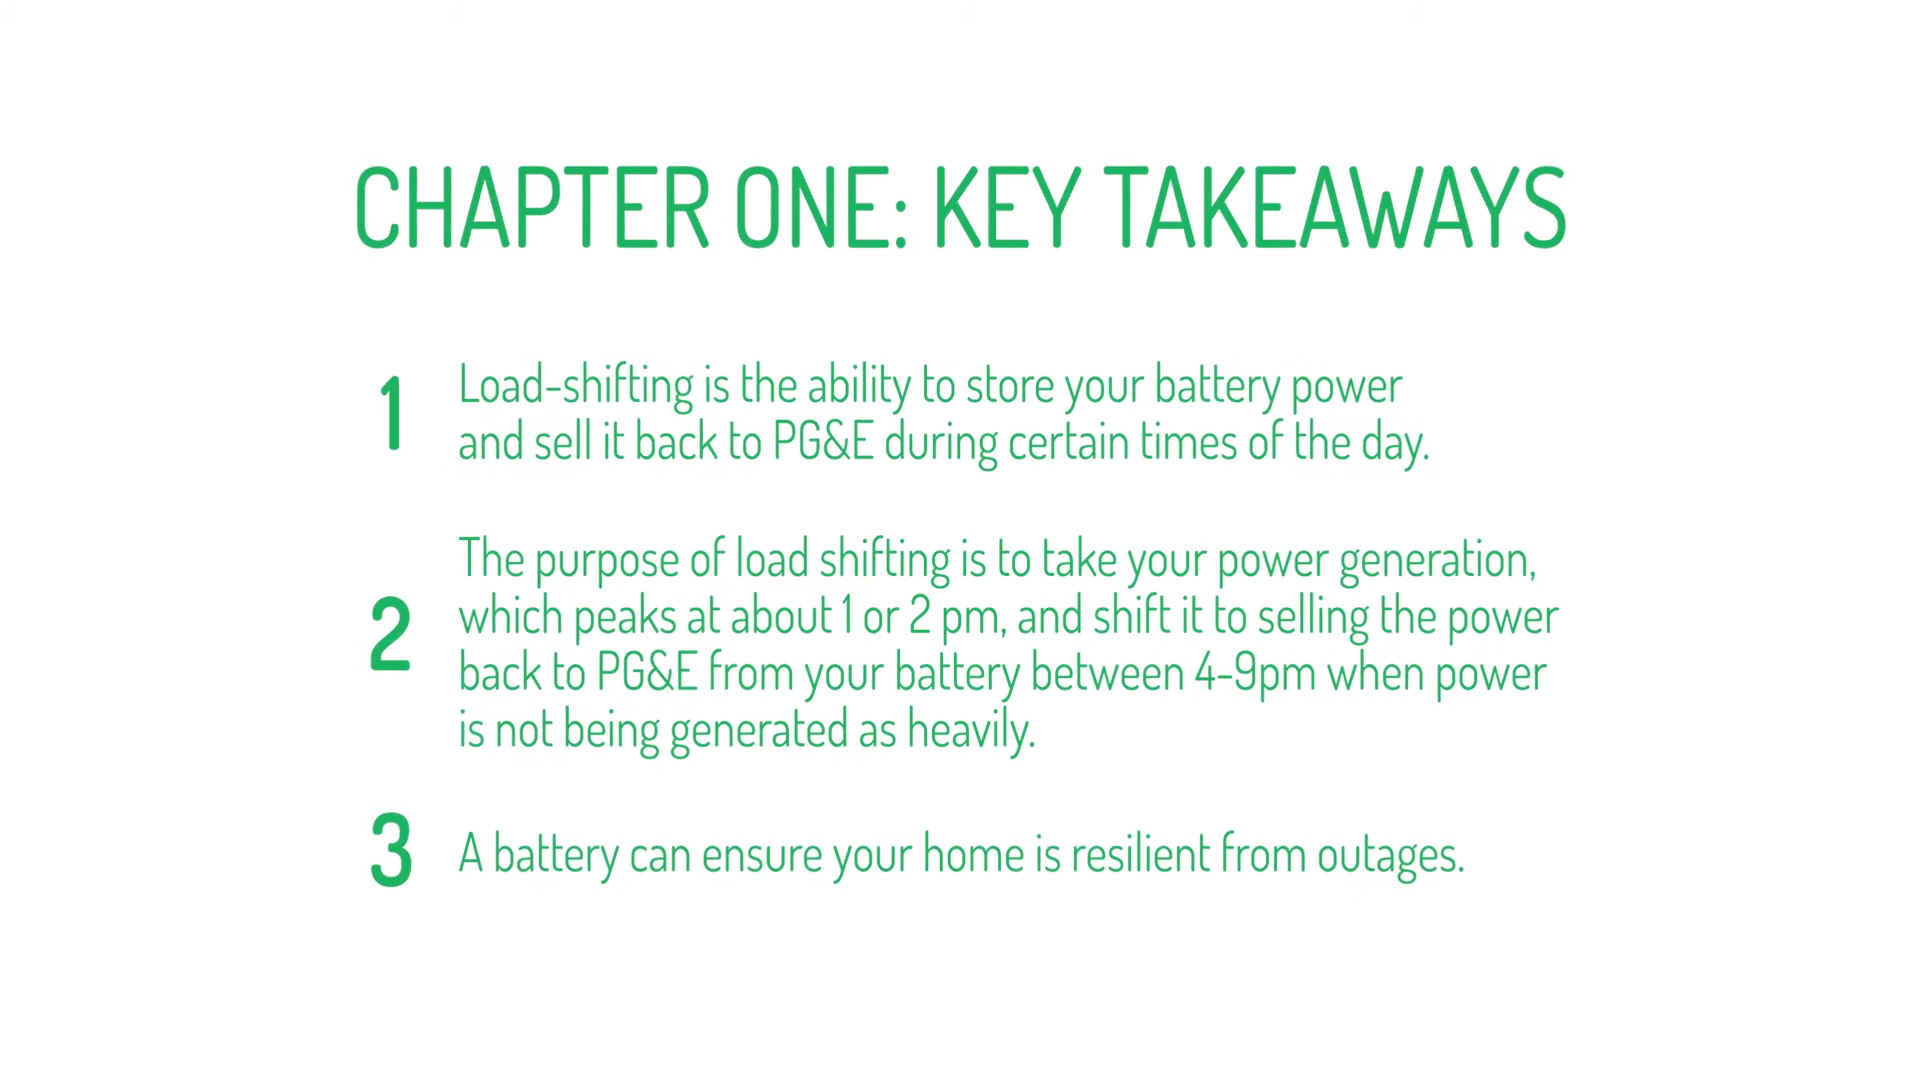 CHAPTER ONE: KEY TAKEAWAYS
1
Load-shifting is the ability to store your battery power
and sell it back to PG&E during certain times of the day.
2
The purpose of load shifting is to take your power generation,
which peaks at about 1 or 2 pm, and shift it to selling the power
back to PG&E from your battery between 4-9pm when power
is not being generated as heavily.
3
A battery can ensure your home is resilient from outages.